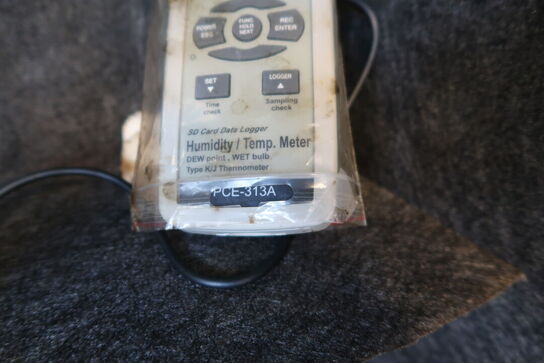 POWER
ESC
FUNC.
HOLD
NEXT
REC
ENTER
SET
LOGGER
Time
check
Sampling
check
SD Card Data Logger
Humidity / Temp. Meter
DEW point , WET bulb
Type K/J Thermometer
PCE-313A